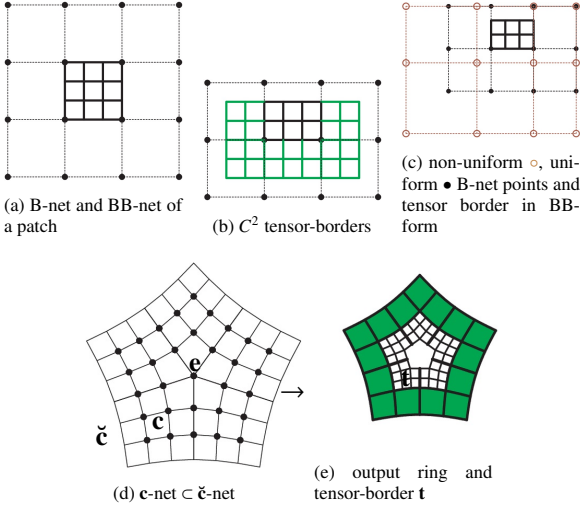 (a) B-net and BB-net of
a patch
(b) C² tensor-borders
(c) non-uniform ○, uni-
form • B-net points and
tensor border in BB-
form
e
c
c̆
→
t
(d) c-net ⊂ c̆-net
(e) output ring and
tensor-border t